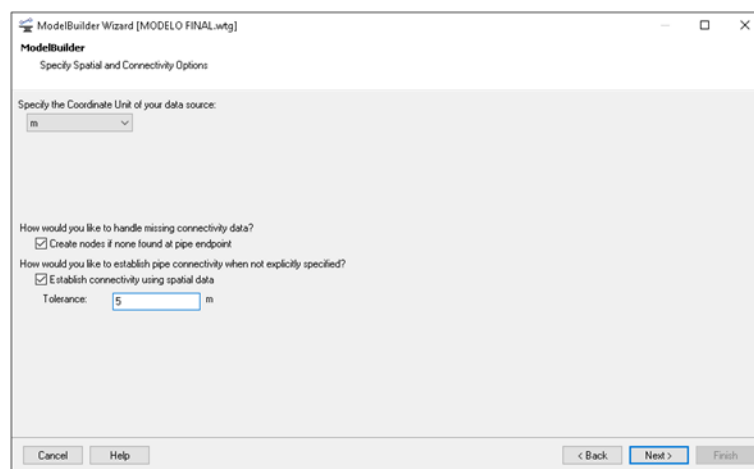 ModelBuilder Wizard [MODELO FINAL.wtg]
ModelBuilder
Specify Spatial and Connectivity Options
Specify the Coordinate Unit of your data source:
m
How would you like to handle missing connectivity data?
Create nodes if none found at pipe endpoint
How would you like to establish pipe connectivity when not explicitly specified?
Establish connectivity using spatial data
Tolerance: 5 m
Cancel Help < Back Next > Finish